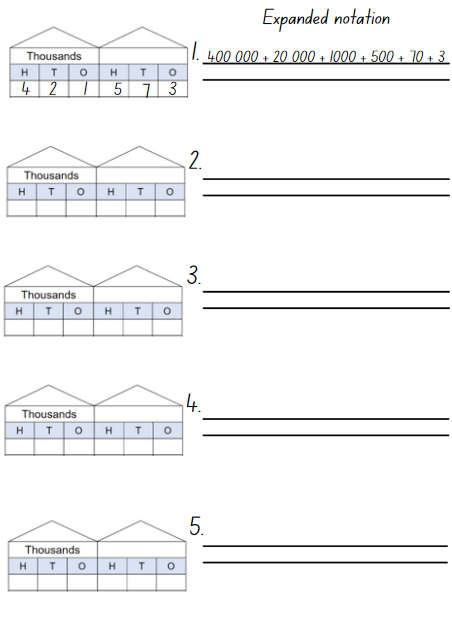 Expanded notation
1. 400 000 + 20 000 + 1000 + 500 + 70 + 3
Thousands
H T O H T O
4 2 1 5 7 3
2.
Thousands
H T O H T O
3.
Thousands
H T O H T O
4.
Thousands
H T O H T O
5.
Thousands
H T O H T O